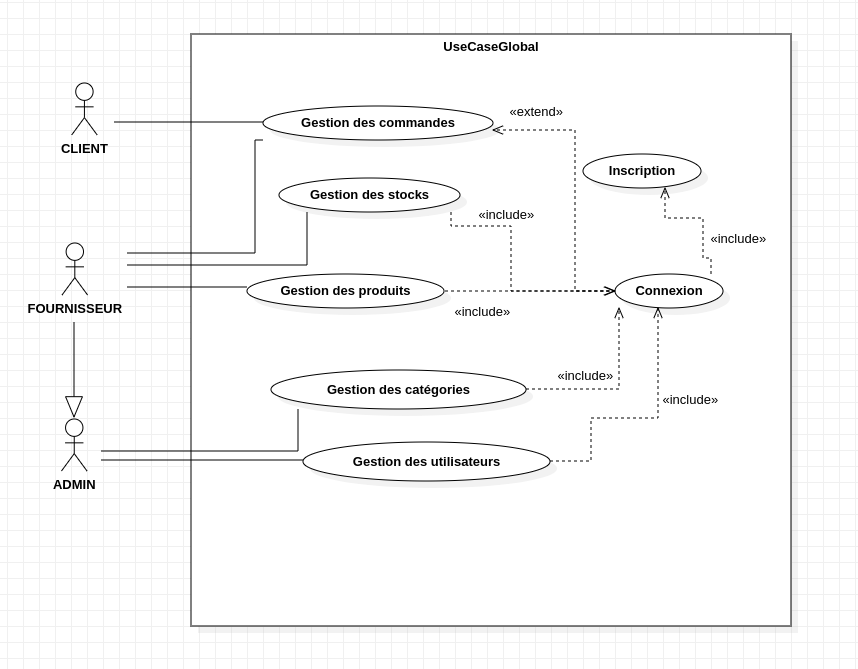 UseCaseGlobal
CLIENT
Gestion des commandes
«extend»
Inscription
Gestion des stocks
«include»
«include»
FOURNISSEUR
Gestion des produits
Connexion
«include»
Gestion des catégories
«include»
«include»
Gestion des utilisateurs
ADMIN